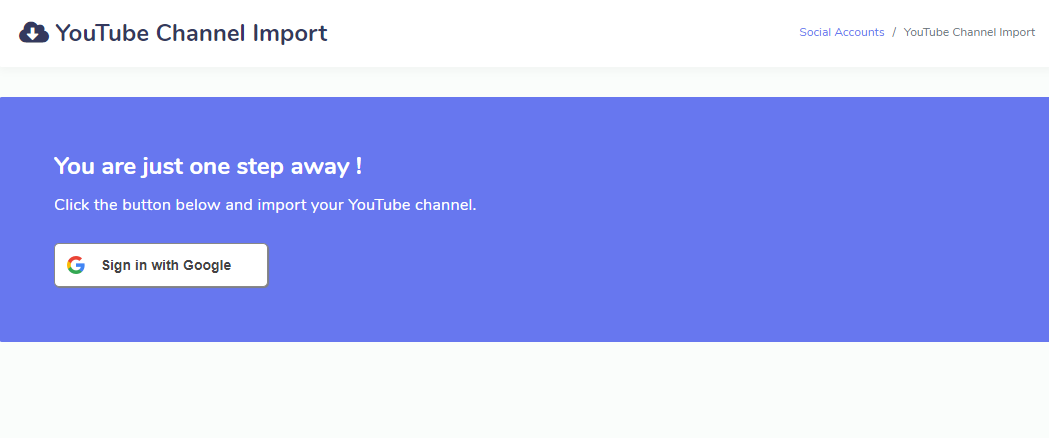 YouTube Channel Import
Social Accounts / YouTube Channel Import
You are just one step away !
Click the button below and import your YouTube channel.
Sign in with Google